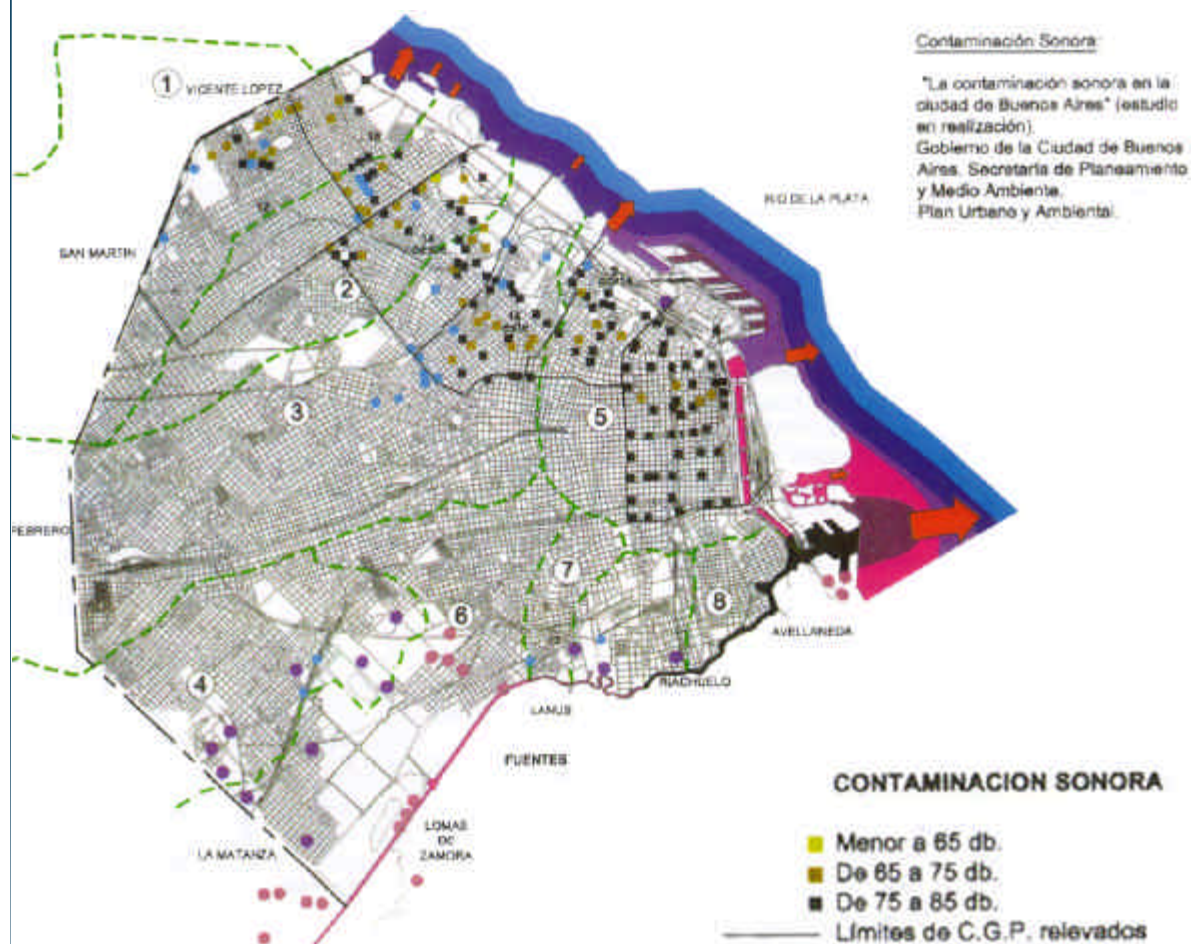 Contaminación Sonora:
"La contaminación sonora en la
ciudad de Buenos Aires" (estudio
en realización).
Gobierno de la Ciudad de Buenos
Aires. Secretaría de Planeamiento
y Medio Ambiente.
Plan Urbano y Ambiental.
1 VICENTE LOPEZ
RIO DE LA PLATA
SAN MARTIN
2
3
5
FEBRERO
7
8
6
AVELLANEDA
4
RIACHUELO
LANUS
FUENTES
LOMAS
DE
ZAMORA
LA MATANZA
CONTAMINACION SONORA
Menor a 65 db.
De 65 a 75 db.
De 75 a 85 db.
Límites de C.G.P. relevados